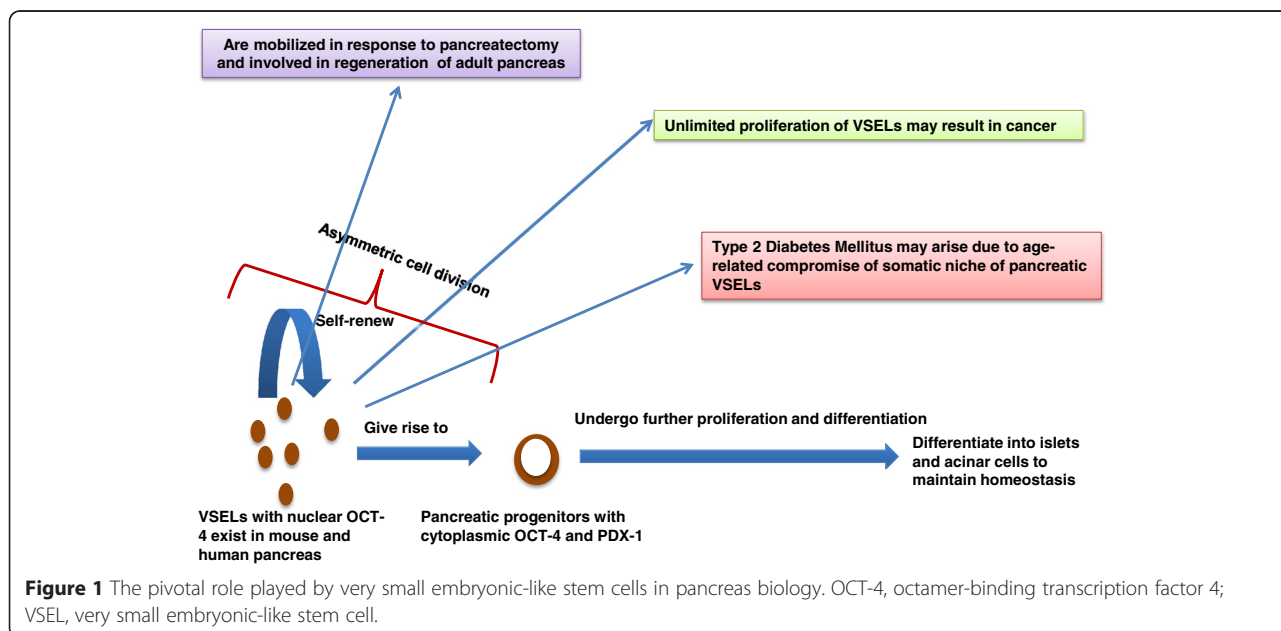 Are mobilized in response to pancreatectomy
and involved in regeneration of adult pancreas
Unlimited proliferation of VSELs may result in cancer
Type 2 Diabetes Mellitus may arise due to age-
related compromise of somatic niche of pancreatic
VSELs
Asymmetric cell division
Self-renew
Give rise to
Undergo further proliferation and differentiation
Differentiate into islets
and acinar cells to
maintain homeostasis
VSELs with nuclear OCT-
4 exist in mouse and
human pancreas
Pancreatic progenitors with
cytoplasmic OCT-4 and PDX-1
Figure 1 The pivotal role played by very small embryonic-like stem cells in pancreas biology. OCT-4, octamer-binding transcription factor 4;
VSEL, very small embryonic-like stem cell.